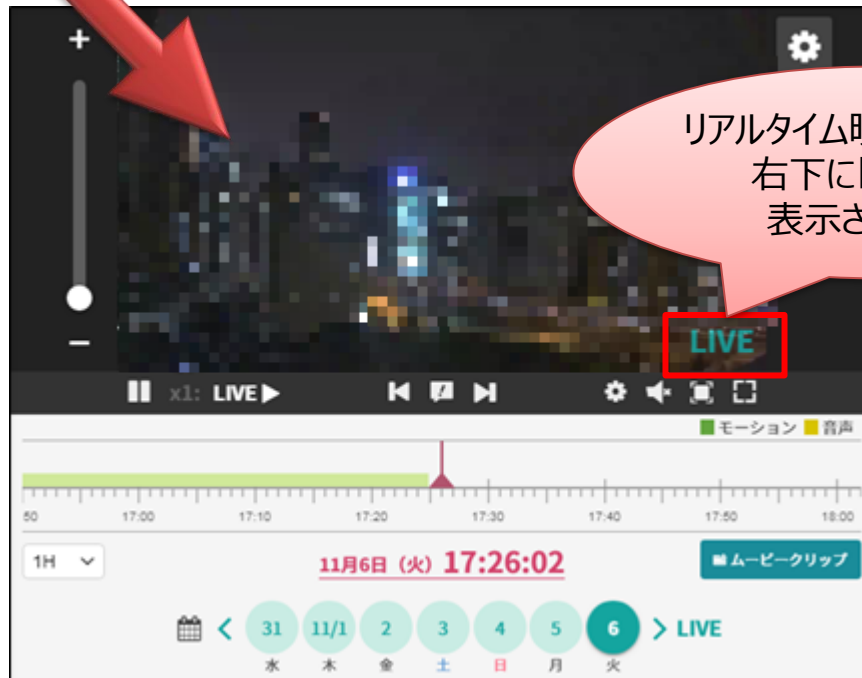 リアルタイム
右下に
表示さ
LIVE
x1: LIVE
モーション 音声
50 17:00 17:10 17:20 17:30 17:40 17:50 18:00
1H 11月6日（火）17:26:02 ムービークリップ
31 11/1 2 3 4 5 6 LIVE
水 木 金 土 日 月 火